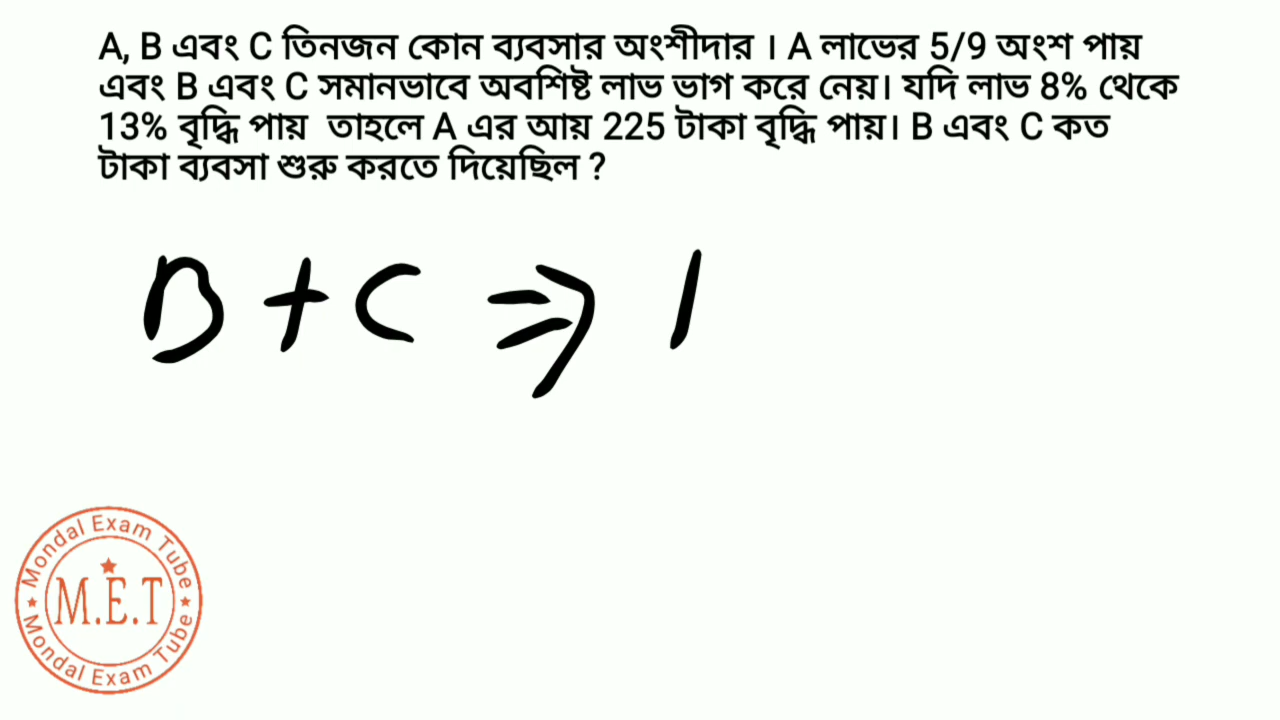 A, B এবং C তিনজন কোন ব্যবসার অংশীদার । A লাভের 5/9 অংশ পায়
এবং B এবং C সমানভাবে অবশিষ্ট লাভ ভাগ করে নেয়। যদি লাভ 8% থেকে
13% বৃদ্ধি পায় তাহলে A এর আয় 225 টাকা বৃদ্ধি পায়। B এবং C কত
টাকা ব্যবসা শুরু করতে দিয়েছিল ?
B + C ⇒ 1
Mondal Exam Tube
M.E.T
Mondal Exam Tube